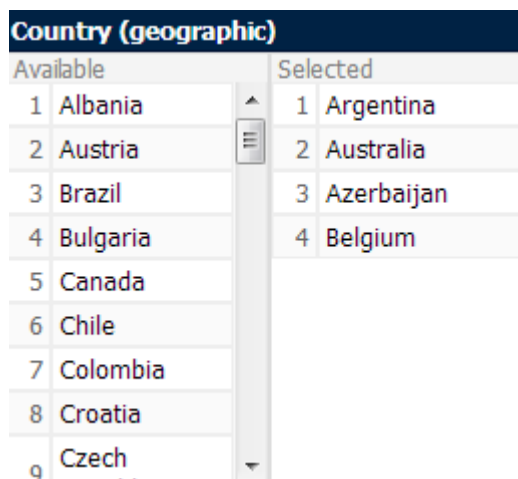 Country (geographic)
Available Selected
1 Albania 1 Argentina
2 Austria 2 Australia
3 Brazil 3 Azerbaijan
4 Bulgaria 4 Belgium
5 Canada
6 Chile
7 Colombia
8 Croatia
9 Czech